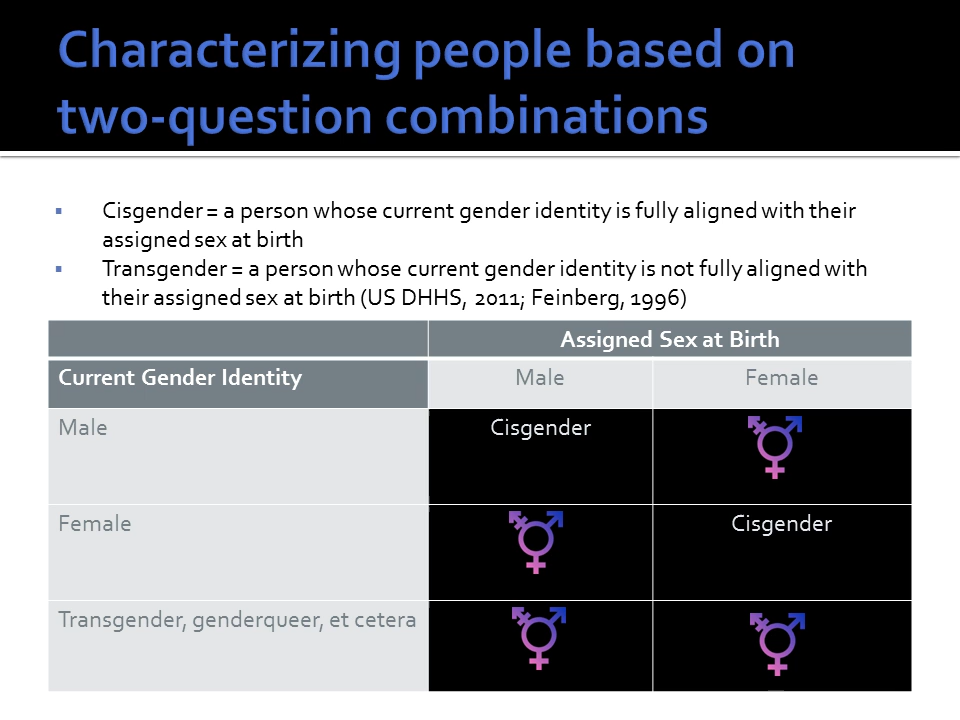 Characterizing people based on
two-question combinations
Cisgender = a person whose current gender identity is fully aligned with their
assigned sex at birth
Transgender = a person whose current gender identity is not fully aligned with
their assigned sex at birth (US DHHS, 2011; Feinberg, 1996)
Assigned Sex at Birth
Current Gender Identity Male Female
Male Cisgender
Female Cisgender
Transgender, genderqueer, et cetera